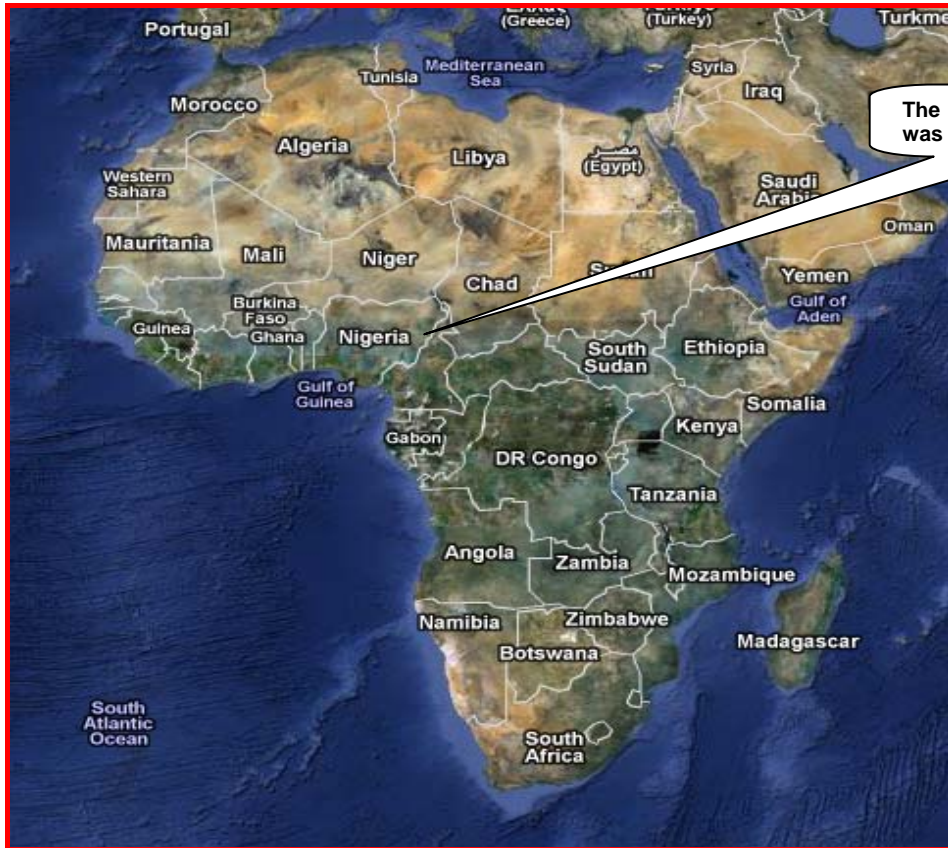 Portugal
(Greece)
(Turkey)
Turkme
Mediterranean
Sea
Tunisia
Syria
Iraq
Morocco
The
was
Algeria
Libya
مصر
(Egypt)
Western
Sahara
Saudi
Arabia
Oman
Mauritania
Mali
Niger
Chad
Sudan
Yemen
Gulf of
Aden
Burkina
Faso
Guinea
Ghana
Nigeria
South
Sudan
Ethiopia
Gulf of
Guinea
Somalia
Kenya
Gabon
DR Congo
Tanzania
Angola
Zambia
Mozambique
Namibia
Zimbabwe
Botswana
Madagascar
South
Atlantic
Ocean
South
Africa